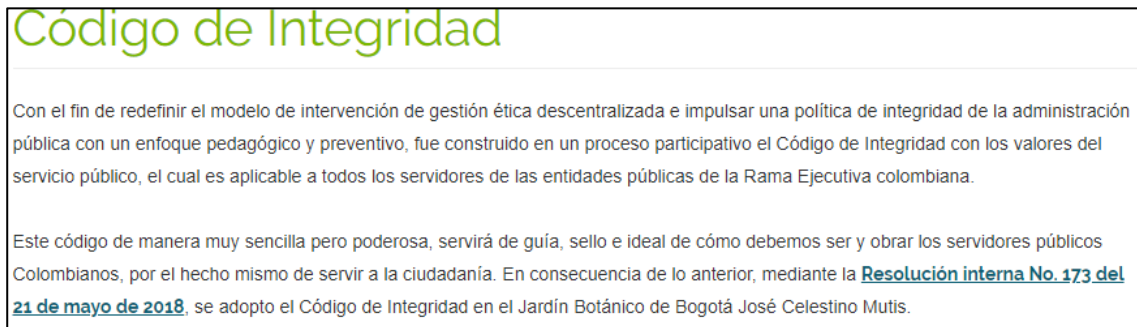 Código de Integridad
Con el fin de redefinir el modelo de intervención de gestión ética descentralizada e impulsar una política de integridad de la administración
pública con un enfoque pedagógico y preventivo, fue construido en un proceso participativo el Código de Integridad con los valores del
servicio público, el cual es aplicable a todos los servidores de las entidades públicas de la Rama Ejecutiva colombiana.
Este código de manera muy sencilla pero poderosa, servirá de guía, sello e ideal de cómo debemos ser y obrar los servidores públicos
Colombianos, por el hecho mismo de servir a la ciudadanía. En consecuencia de lo anterior, mediante la Resolución interna No. 173 del
21 de mayo de 2018, se adopto el Código de Integridad en el Jardín Botánico de Bogotá José Celestino Mutis.